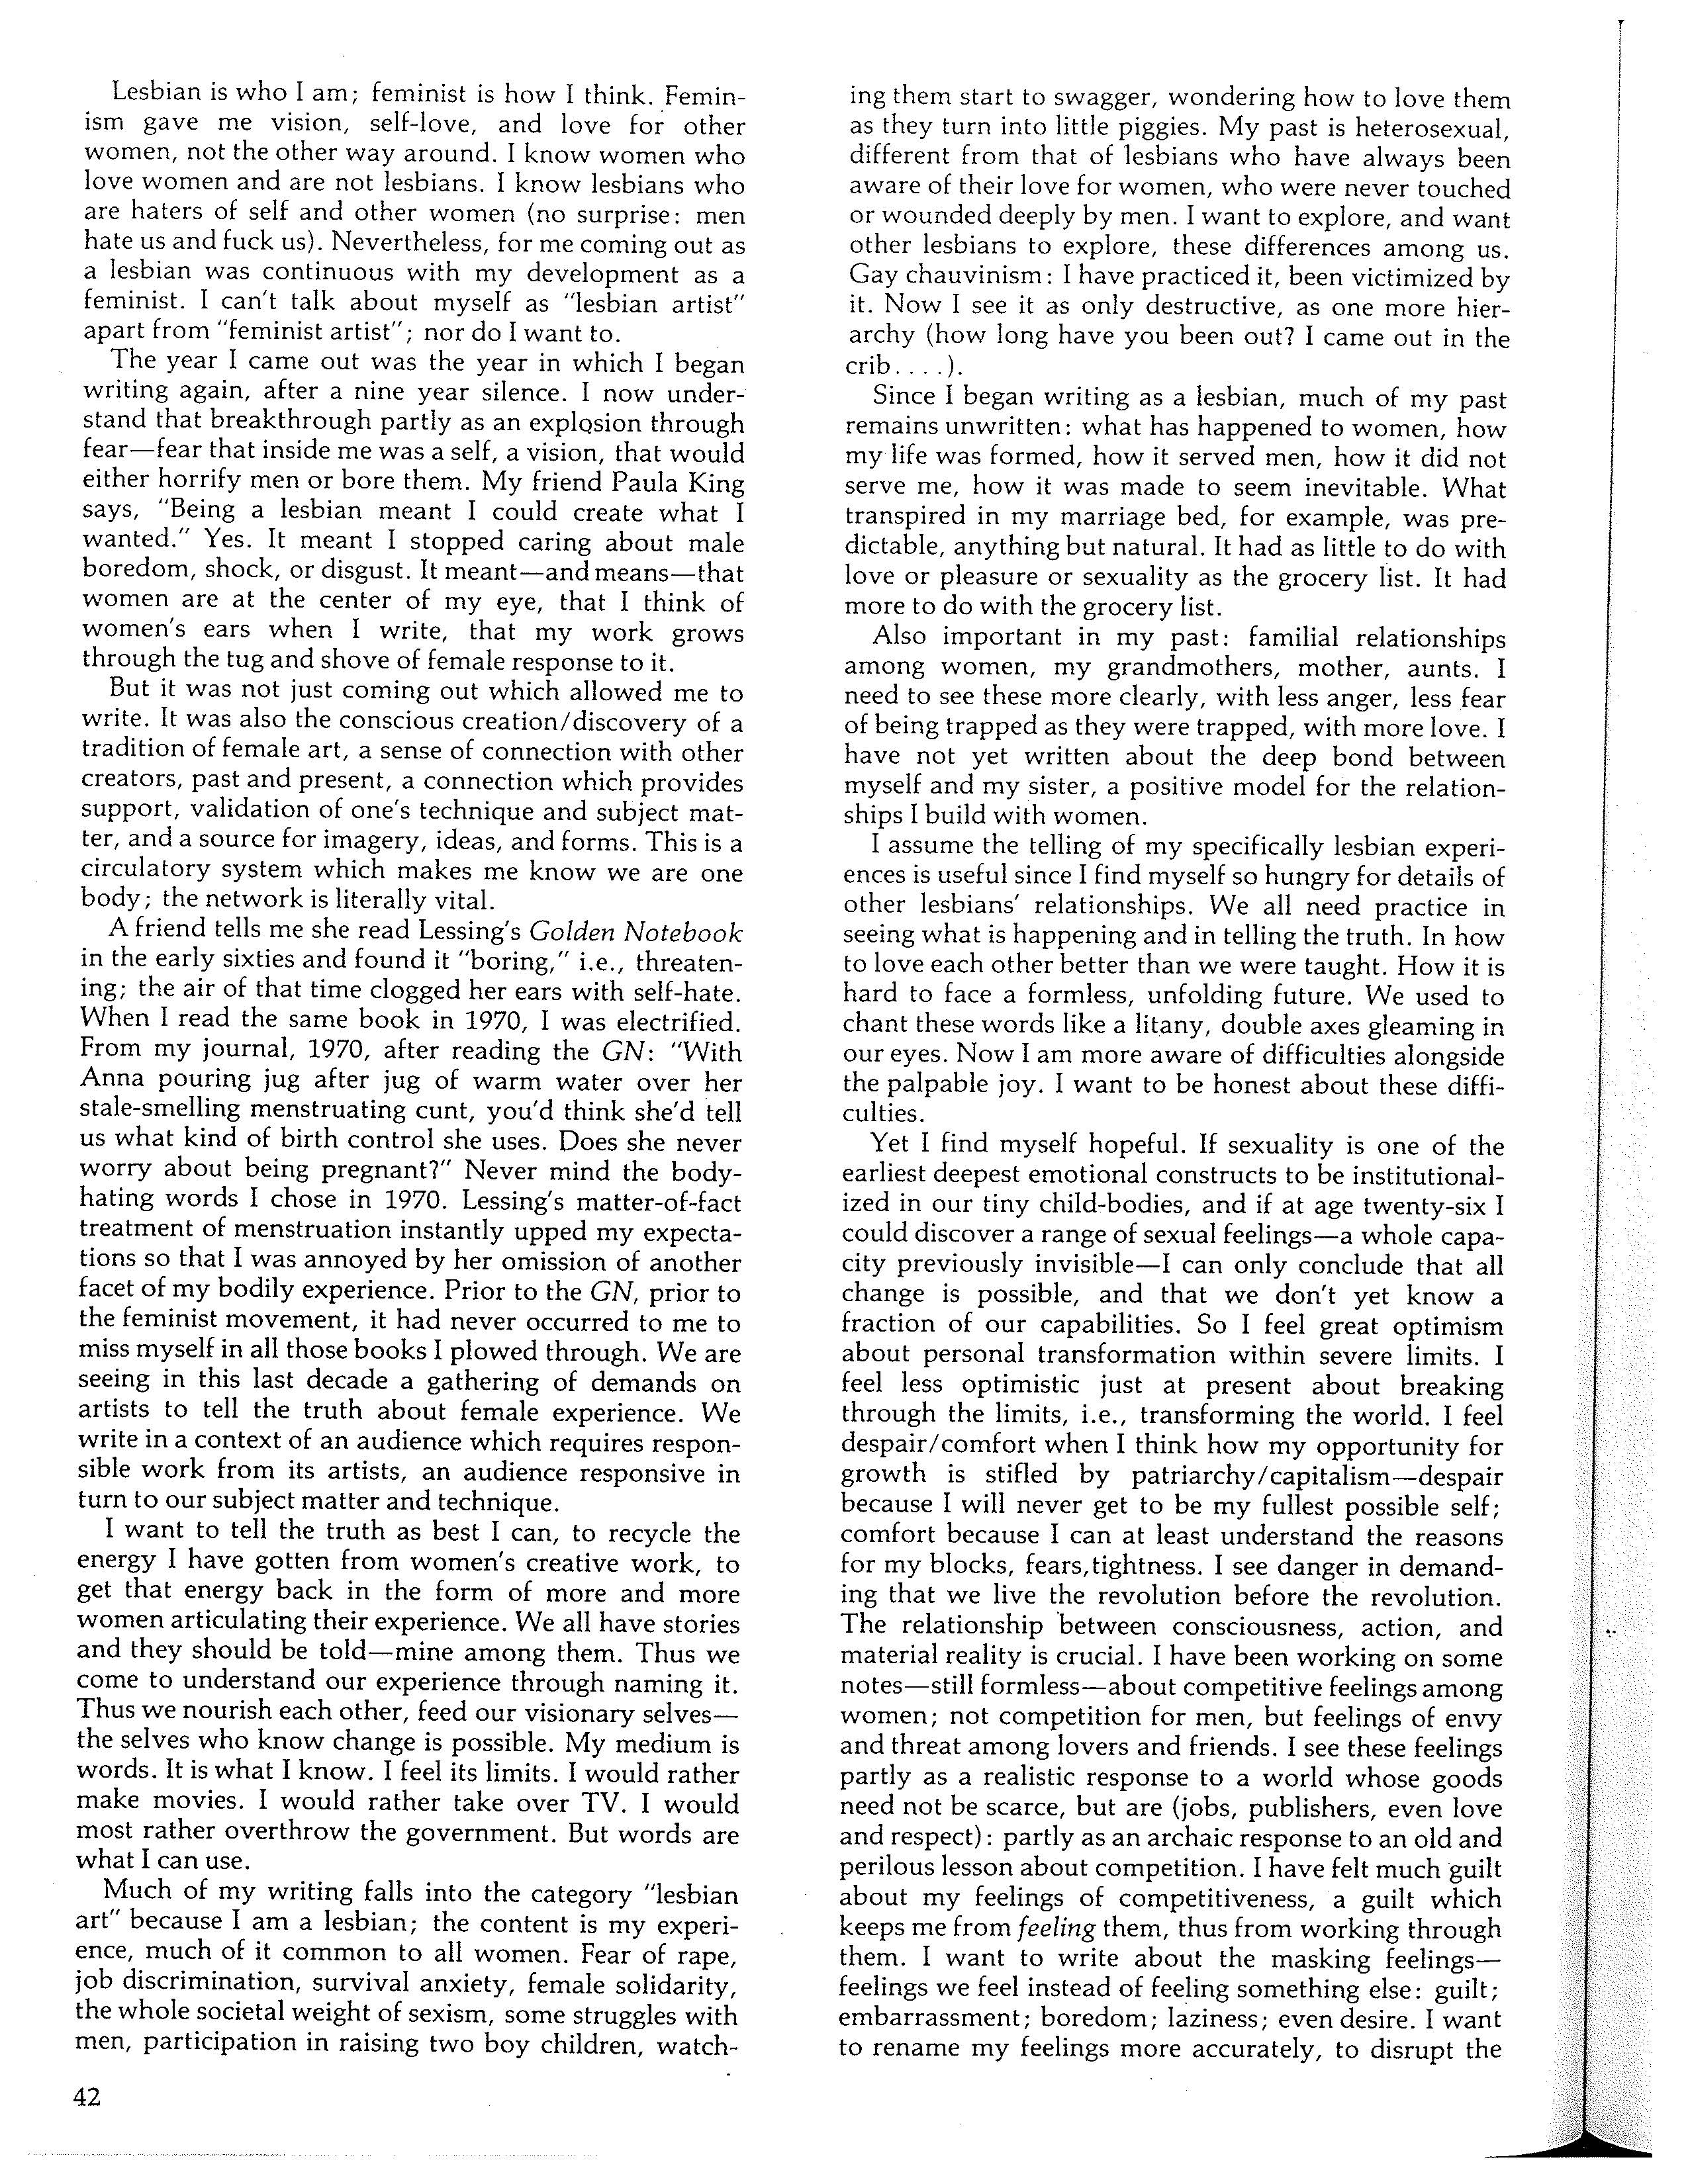 Lesbian is who I am; feminist is how I think. Femin-
ism gave me vision, self-love, and love for other
women, not the other way around. I know women who
love women and are not lesbians. I know lesbians who
are haters of self and other women (no surprise: men
hate us and fuck us). Nevertheless, for me coming out as
a lesbian was continuous with my development as a
feminist. I can't talk about myself as "lesbian artist"
apart from "feminist artist"; nor do I want to.
The year I came out was the year in which I began
writing again, after a nine year silence. I now under-
stand that breakthrough partly as an explosion through
fear—fear that inside me was a self, a vision, that would
either horrify men or bore them. My friend Paula King
says, "Being a lesbian meant I could create what I
wanted." Yes. It meant I stopped caring about male
boredom, shock, or disgust. It meant—and means—that
women are at the center of my eye, that I think of
women's ears when I write, that my work grows
through the tug and shove of female response to it.
But it was not just coming out which allowed me to
write. It was also the conscious creation/discovery of a
tradition of female art, a sense of connection with other
creators, past and present, a connection which provides
support, validation of one's technique and subject mat-
ter, and a source for imagery, ideas, and forms. This is a
circulatory system which makes me know we are one
body; the network is literally vital.
A friend tells me she read Lessing's Golden Notebook
in the early sixties and found it "boring," i.e., threaten-
ing; the air of that time clogged her ears with self-hate.
When I read the same book in 1970, I was electrified.
From my journal, 1970, after reading the GN: "With
Anna pouring jug after jug of warm water over her
stale-smelling menstruating cunt, you'd think she'd tell
us what kind of birth control she uses. Does she never
worry about being pregnant?" Never mind the body-
hating words I chose in 1970. Lessing's matter-of-fact
treatment of menstruation instantly upped my expecta-
tions so that I was annoyed by her omission of another
facet of my bodily experience. Prior to the GN, prior to
the feminist movement, it had never occurred to me to
miss myself in all those books I plowed through. We are
seeing in this last decade a gathering of demands on
artists to tell the truth about female experience. We
write in a context of an audience which requires respon-
sible work from its artists, an audience responsive in
turn to our subject matter and technique.
I want to tell the truth as best I can, to recycle the
energy I have gotten from women's creative work, to
get that energy back in the form of more and more
women articulating their experience. We all have stories
and they should be told—mine among them. Thus we
come to understand our experience through naming it.
Thus we nourish each other, feed our visionary selves—
the selves who know change is possible. My medium is
words. It is what I know. I feel its limits. I would rather
make movies. I would rather take over TV. I would
most rather overthrow the government. But words are
what I can use.
Much of my writing falls into the category "lesbian
art" because I am a lesbian; the content is my experi-
ence, much of it common to all women. Fear of rape,
job discrimination, survival anxiety, female solidarity,
the whole societal weight of sexism, some struggles with
men, participation in raising two boy children, watch-
42
ing them start to swagger, wondering how to love them
as they turn into little piggies. My past is heterosexual,
different from that of lesbians who have always been
aware of their love for women, who were never touched
or wounded deeply by men. I want to explore, and want
other lesbians to explore, these differences among us.
Gay chauvinism: I have practiced it, been victimized by
it. Now I see it as only destructive, as one more hier-
archy (how long have you been out? I came out in the
crib. . . .).
Since I began writing as a lesbian, much of my past
remains unwritten: what has happened to women, how
my life was formed, how it served men, how it did not
serve me, how it was made to seem inevitable. What
transpired in my marriage bed, for example, was pre-
dictable, anything but natural. It had as little to do with
love or pleasure or sexuality as the grocery list. It had
more to do with the grocery list.
Also important in my past: familial relationships
among women, my grandmothers, mother, aunts. I
need to see these more clearly, with less anger, less fear
of being trapped as they were trapped, with more love. I
have not yet written about the deep bond between
myself and my sister, a positive model for the relation-
ships I build with women.
I assume the telling of my specifically lesbian experi-
ences is useful since I find myself so hungry for details of
other lesbians' relationships. We all need practice in
seeing what is happening and in telling the truth. In how
to love each other better than we were taught. How it is
hard to face a formless, unfolding future. We used to
chant these words like a litany, double axes gleaming in
our eyes. Now I am more aware of difficulties alongside
the palpable joy. I want to be honest about these diffi-
culties.
Yet I find myself hopeful. If sexuality is one of the
earliest deepest emotional constructs to be institutional-
ized in our tiny child-bodies, and if at age twenty-six I
could discover a range of sexual feelings—a whole capa-
city previously invisible—I can only conclude that all
change is possible, and that we don't yet know a
fraction of our capabilities. So I feel great optimism
about personal transformation within severe limits. I
feel less optimistic just at present about breaking
through the limits, i.e., transforming the world. I feel
despair/comfort when I think how my opportunity for
growth is stifled by patriarchy/capitalism—despair
because I will never get to be my fullest possible self;
comfort because I can at least understand the reasons
for my blocks, fears,tightness. I see danger in demand-
ing that we live the revolution before the revolution.
The relationship between consciousness, action, and
material reality is crucial. I have been working on some
notes—still formless—about competitive feelings among
women; not competition for men, but feelings of envy
and threat among lovers and friends. I see these feelings
partly as a realistic response to a world whose goods
need not be scarce, but are (jobs, publishers, even love
and respect): partly as an archaic response to an old and
perilous lesson about competition. I have felt much guilt
about my feelings of competitiveness, a guilt which
keeps me from feeling them, thus from working through
them. I want to write about the masking feelings—
feelings we feel instead of feeling something else: guilt;
embarrassment; boredom; laziness; even desire. I want
to rename my feelings more accurately, to disrupt the